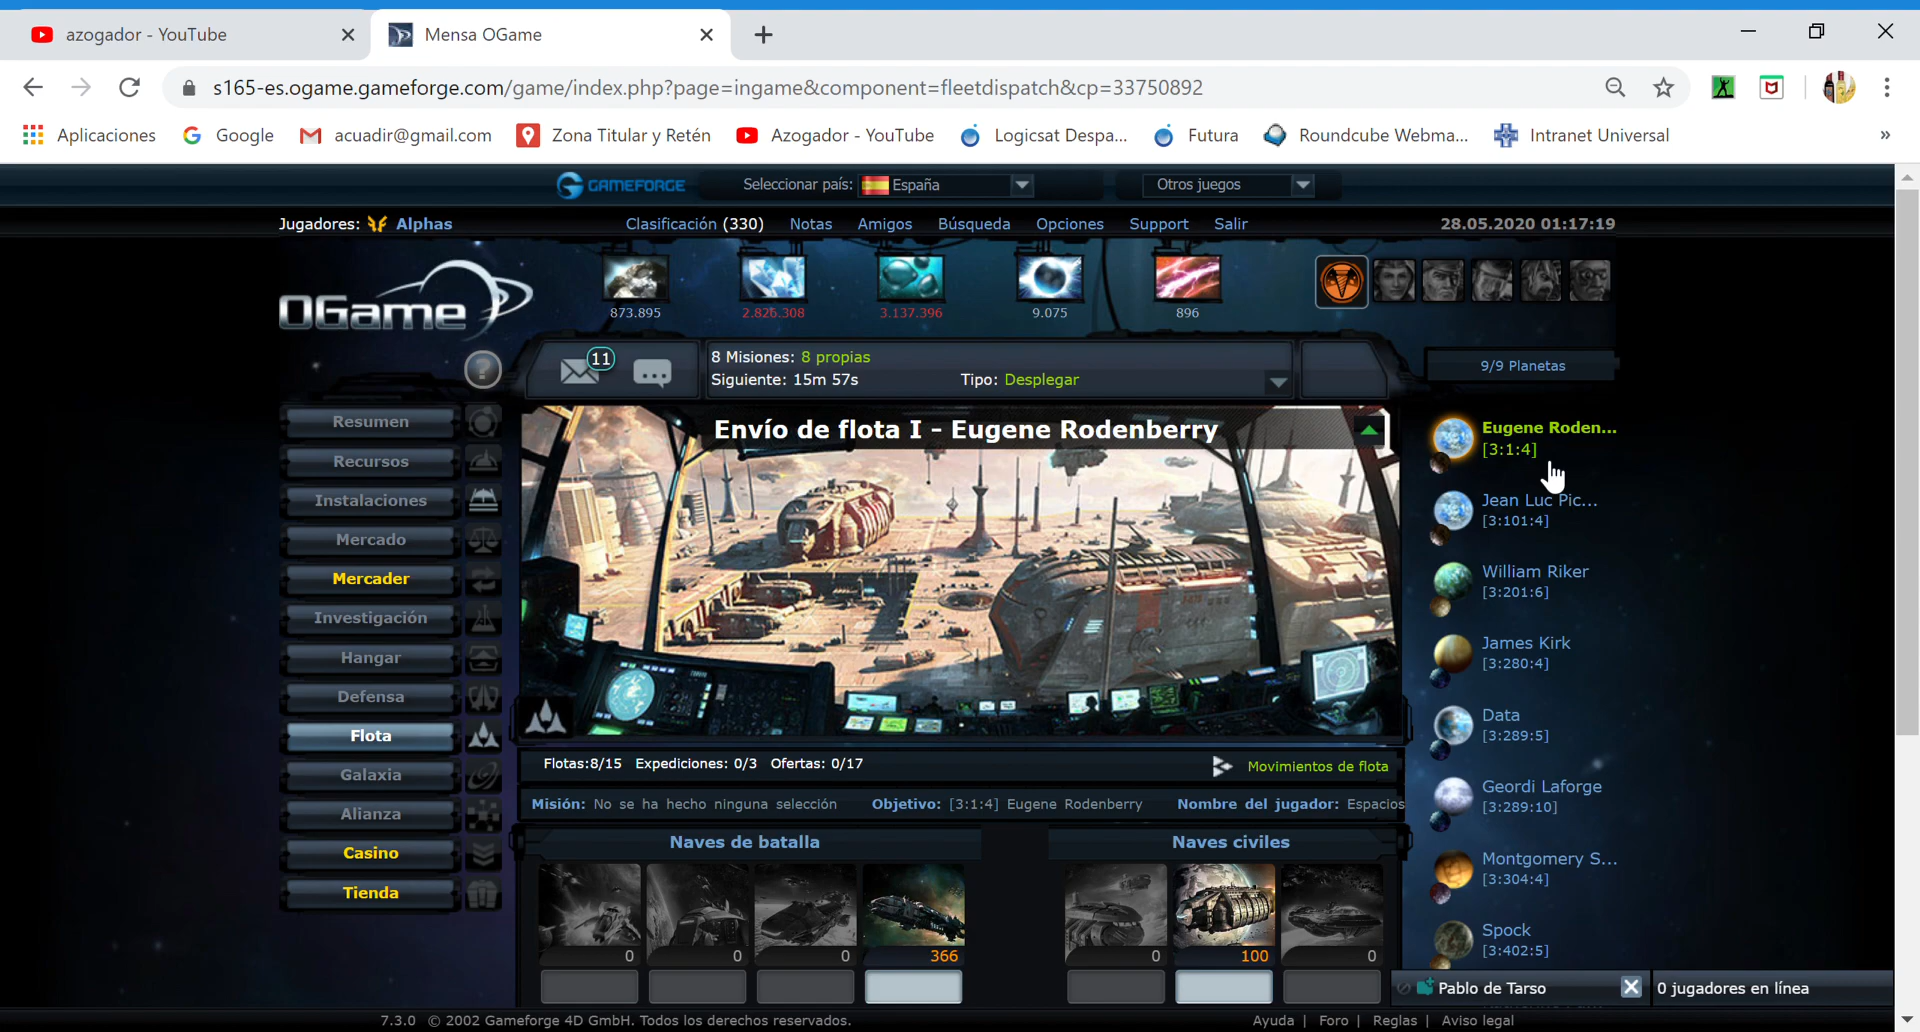 azogador - YouTube
Mensa OGame
s165-es.ogame.gameforge.com/game/index.php?page=ingame&component=fleetdispatch&cp=33750892
Aplicaciones Google acuadir@gmail.com Zona Titular y Retén Azogador - YouTube Logicsat Despa... Futura Roundcube Webma... Intranet Universal »
GAMEFORGE Seleccionar país: España Otros juegos
Jugadores: Alphas Clasificación (330) Notas Amigos Búsqueda Opciones Support Salir 28.05.2020 01:17:19
OGame
873.895 2.826.308 3.137.396 9.075 896
11
8 Misiones: 8 propias
Siguiente: 15m 57s Tipo: Desplegar
9/9 Planetas
Resumen
Recursos
Instalaciones
Mercado
Mercader
Investigación
Hangar
Defensa
Flota
Galaxia
Alianza
Casino
Tienda
Envío de flota I - Eugene Rodenberry
Flotas:8/15 Expediciones: 0/3 Ofertas: 0/17 Movimientos de flota
Misión: No se ha hecho ninguna selección Objetivo: [3:1:4] Eugene Rodenberry Nombre del jugador: Espacios
Naves de batalla Naves civiles
0 0 0 366 0 100 0
Eugene Roden...
[3:1:4]
Jean Luc Pic...
[3:101:4]
William Riker
[3:201:6]
James Kirk
[3:280:4]
Data
[3:289:5]
Geordi Laforge
[3:289:10]
Montgomery S...
[3:304:4]
Spock
[3:402:5]
Pablo de Tarso 0 jugadores en línea
7.3.0 © 2002 Gameforge 4D GmbH. Todos los derechos reservados. Ayuda | Foro | Reglas | Aviso legal